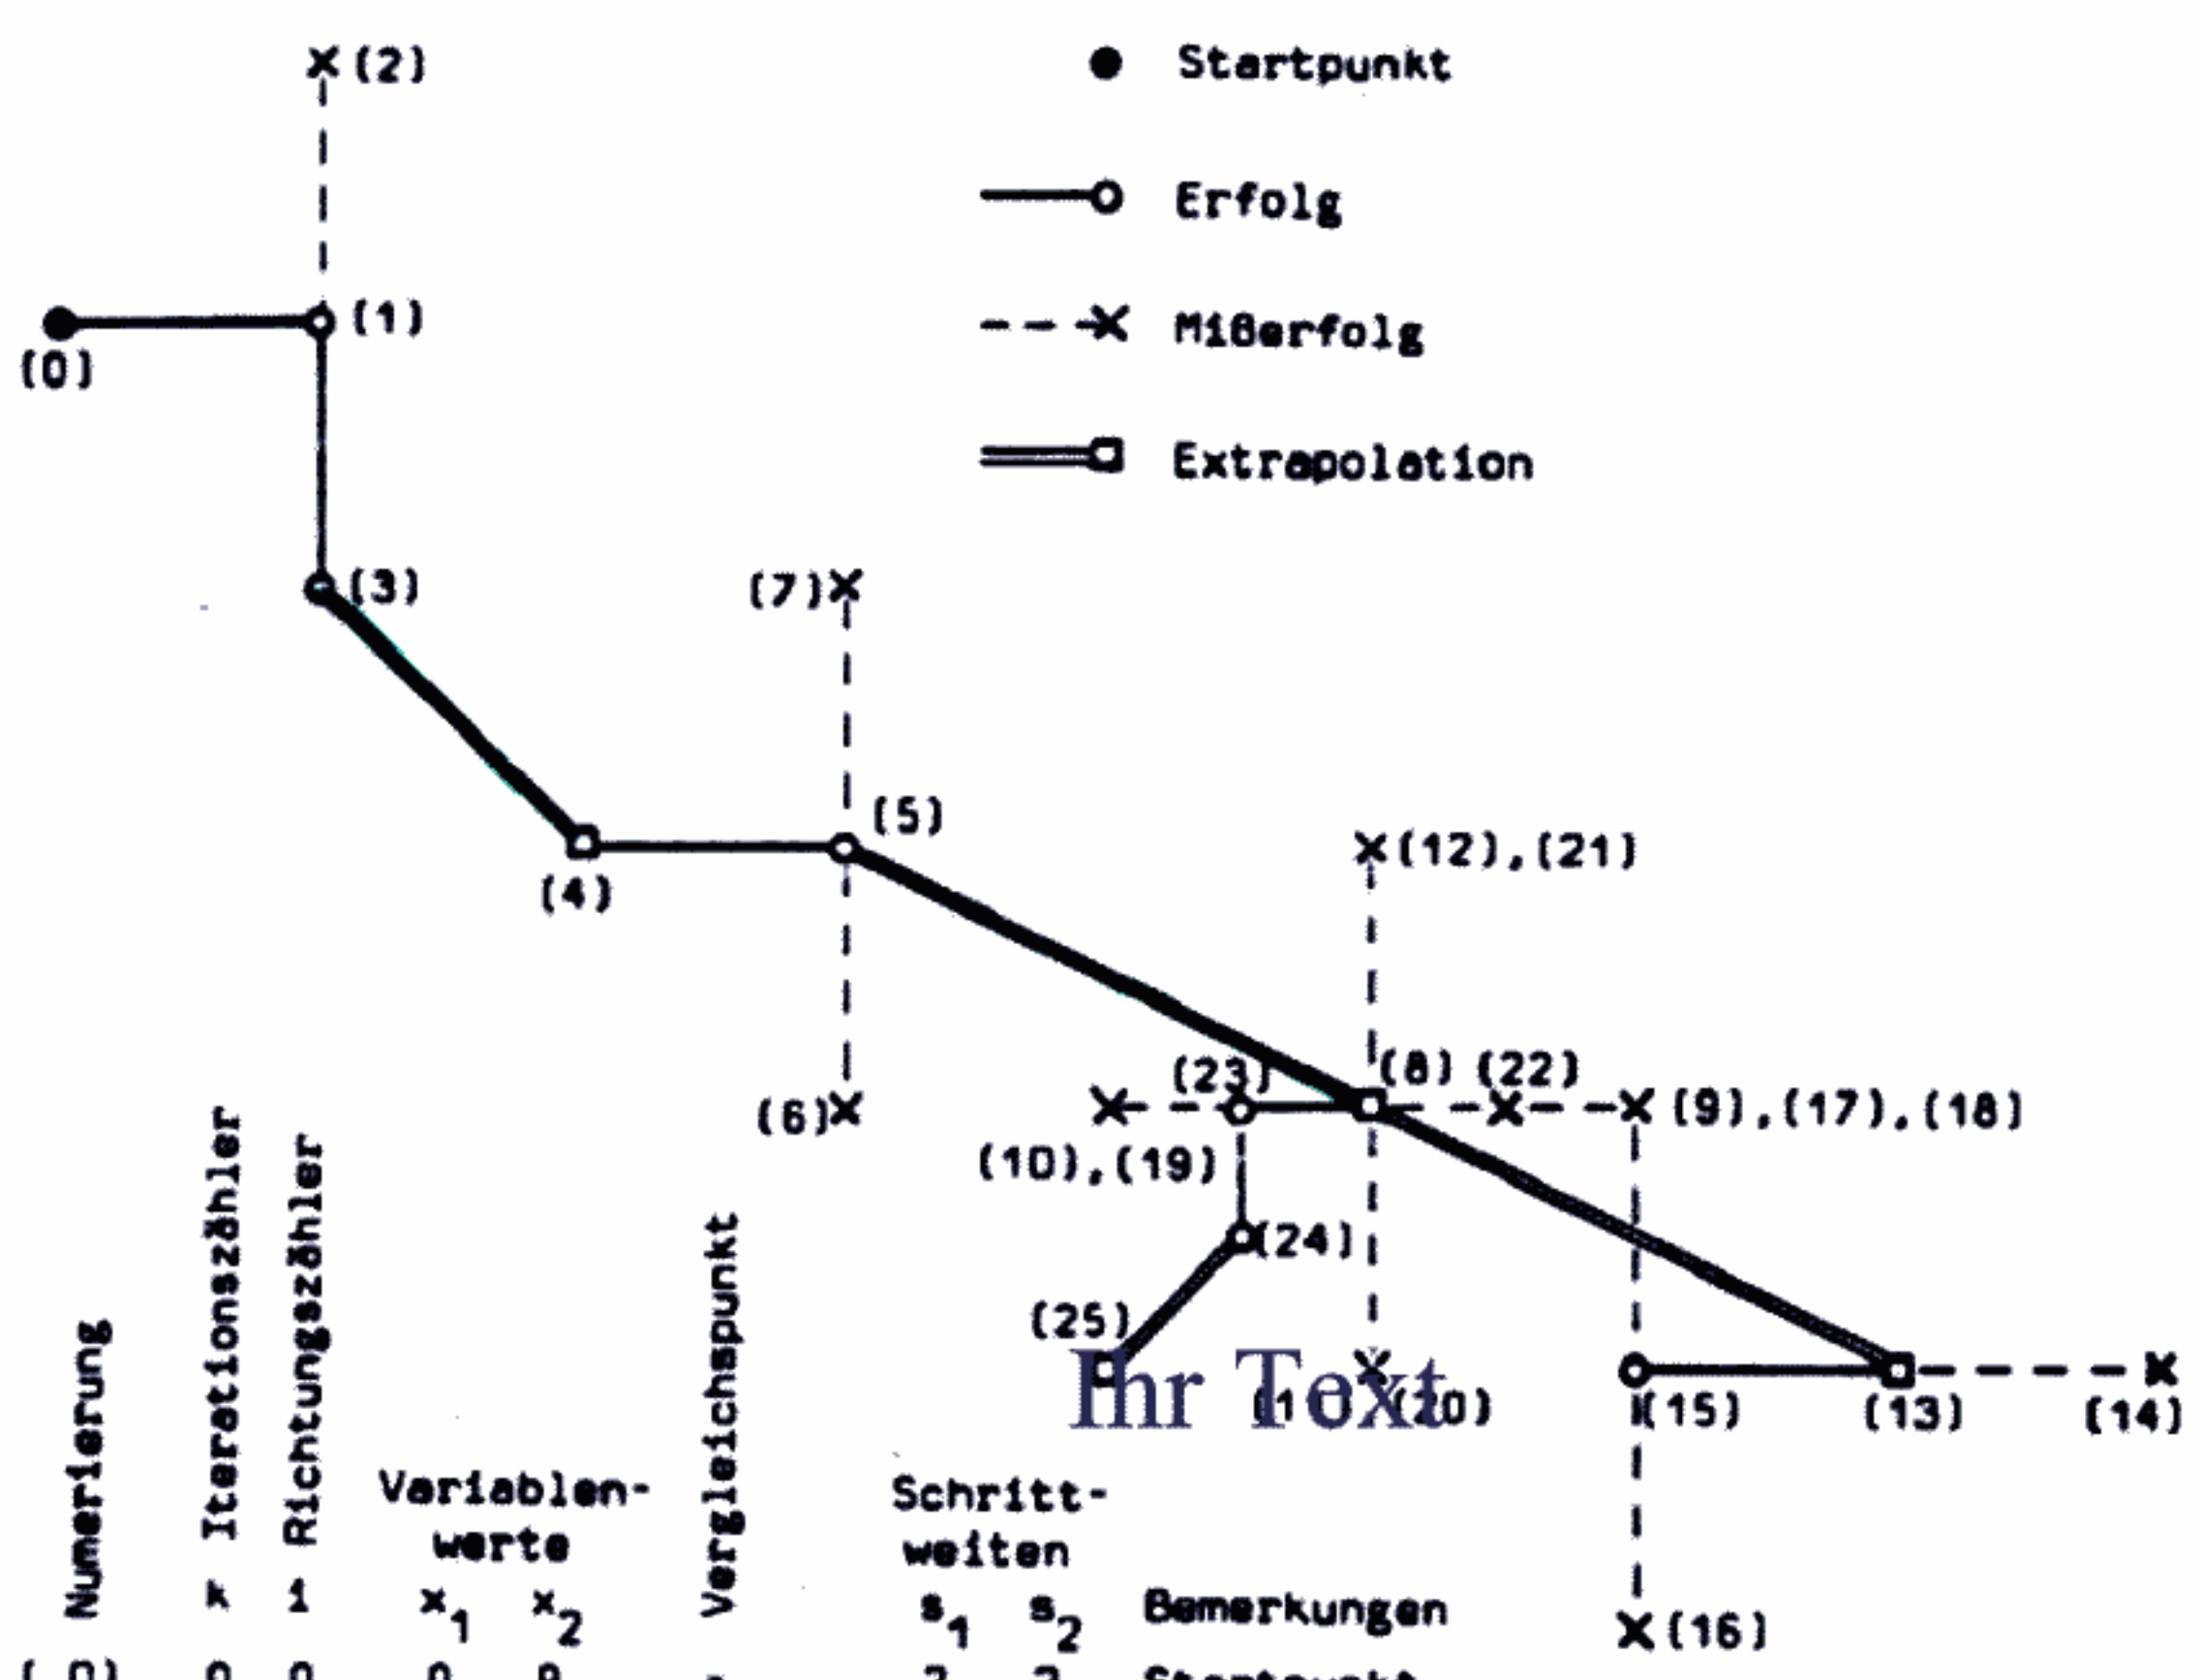 (2)
Startpunkt
Erfolg
(1)
Mißerfolg
(0)
Extrapolation
(3)
(7)
(5)
(12),(21)
(4)
(23)
(8) (22)
(6)
(9),(17),(18)
(10),(19)
(24)
(25)
Ihr Text
(20)
(15)
(13)
(14)
(16)
Numerierung
Iterationszähler
Richtungszähler
Variablen-
werte
x1 x2
Vergleichspunkt
Schritt-
weiten
s1 s2
Bemerkungen